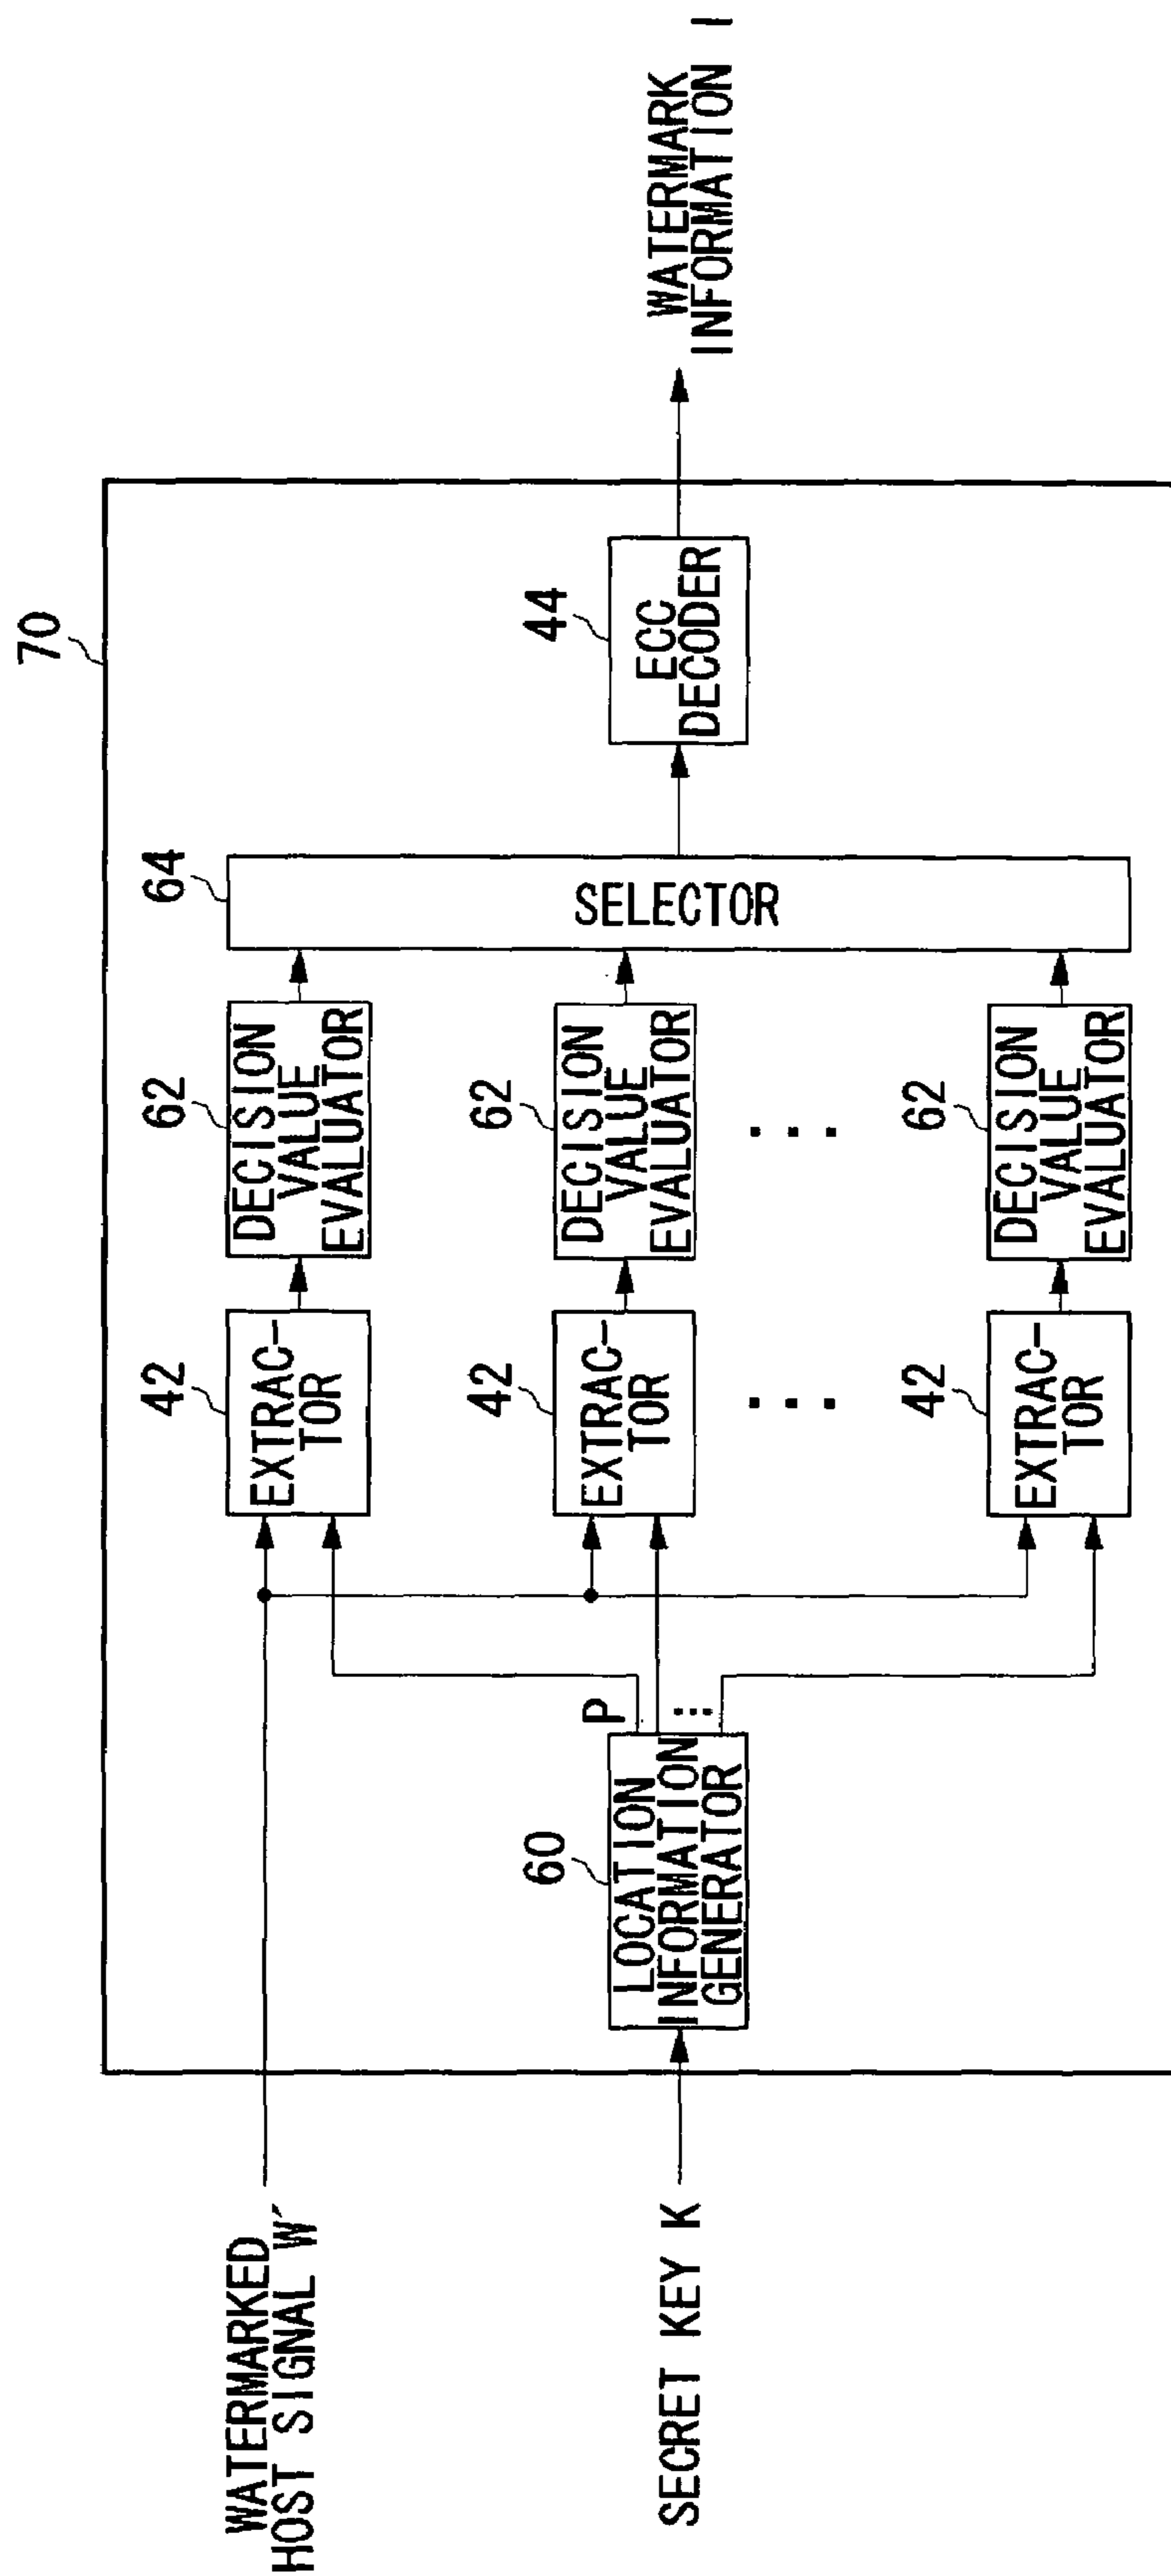 70
WATERMARKED
HOST SIGNAL W´
SECRET KEY K
60
LOCATION
INFORMATION
GENERATOR
P
...
42
EXTRAC-
TOR
62
DECISION
VALUE
EVALUATOR
42
EXTRAC-
TOR
62
DECISION
VALUE
EVALUATOR
...
...
42
EXTRAC-
TOR
62
DECISION
VALUE
EVALUATOR
64
SELECTOR
44
ECC
DECODER
WATERMARK
INFORMATION I